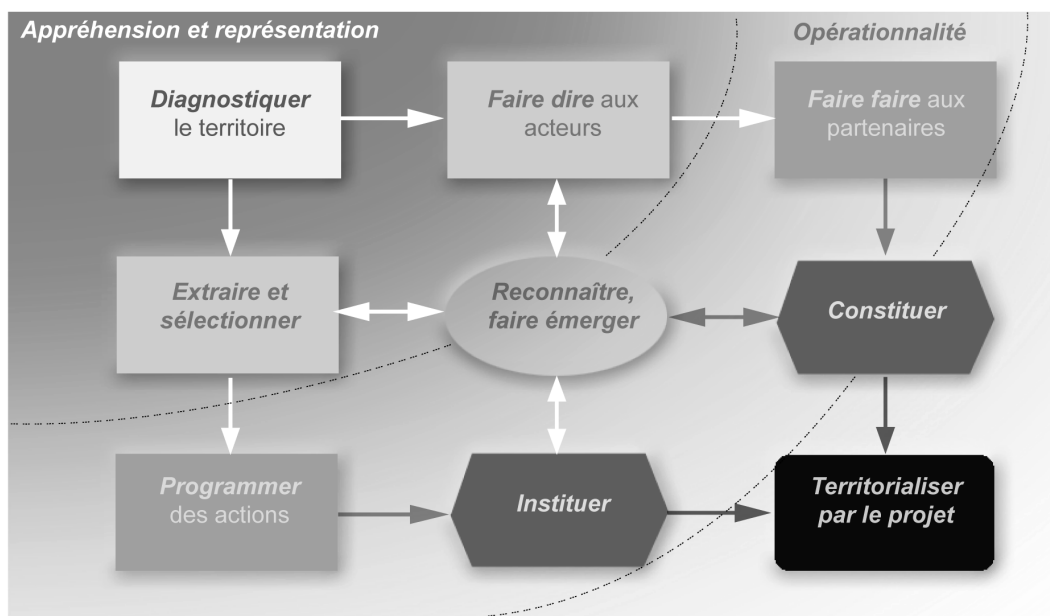 Appréhension et représentation
Opérationnalité
Diagnostiquer
le territoire
Faire dire aux
acteurs
Faire faire aux
partenaires
Extraire et
sélectionner
Reconnaître,
faire émerger
Constituer
Programmer
des actions
Instituer
Territorialiser
par le projet